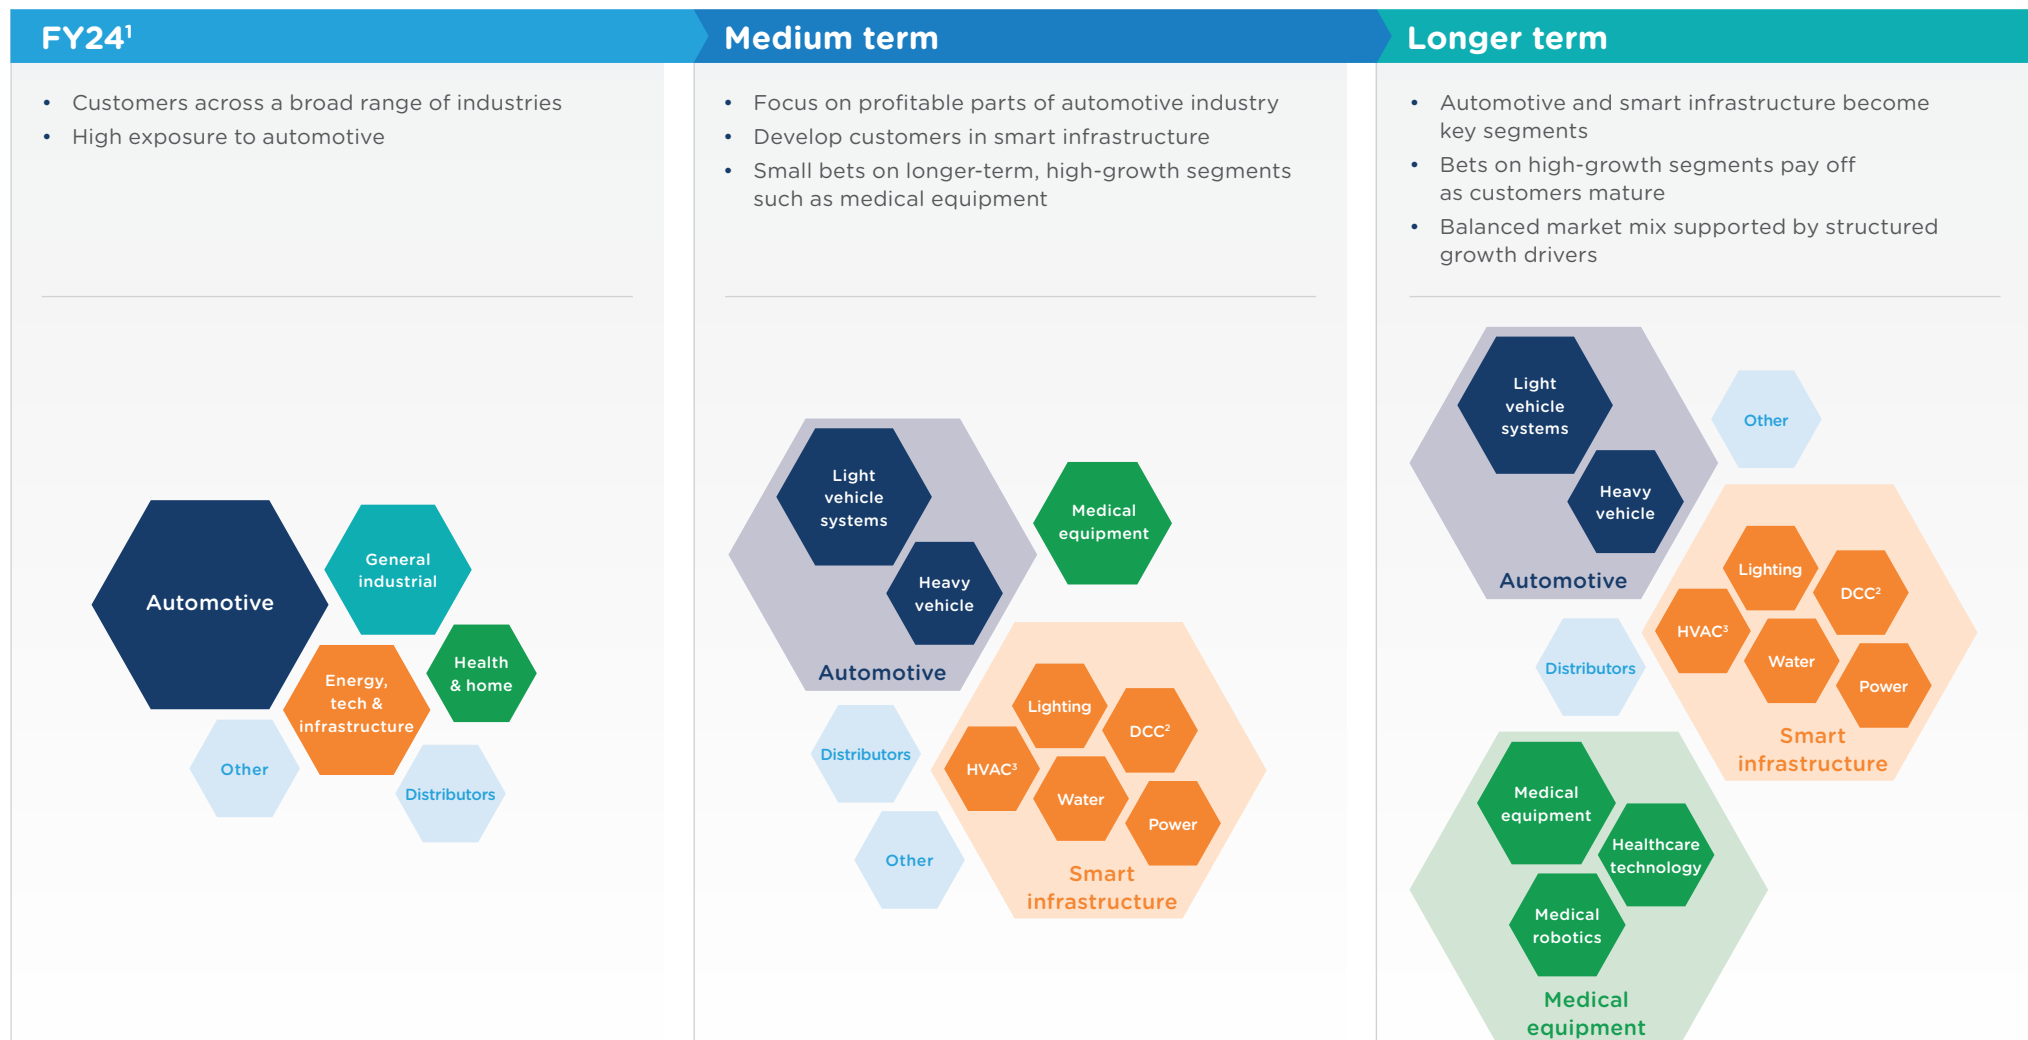 FY24¹
• Customers across a broad range of industries
• High exposure to automotive
Automotive
General
industrial
Health
& home
Energy,
tech &
infrastructure
Other
Distributors
Medium term
• Focus on profitable parts of automotive industry
• Develop customers in smart infrastructure
• Small bets on longer-term, high-growth segments
such as medical equipment
Light
vehicle
systems
Heavy
vehicle
Automotive
Medical
equipment
Distributors
Other
Lighting
DCC²
HVAC³
Water
Power
Smart
infrastructure
Longer term
• Automotive and smart infrastructure become
key segments
• Bets on high-growth segments pay off
as customers mature
• Balanced market mix supported by structured
growth drivers
Light
vehicle
systems
Heavy
vehicle
Automotive
Other
Lighting
DCC²
HVAC³
Water
Power
Smart
infrastructure
Distributors
Medical
equipment
Healthcare
technology
Medical
robotics
Medical
equipment